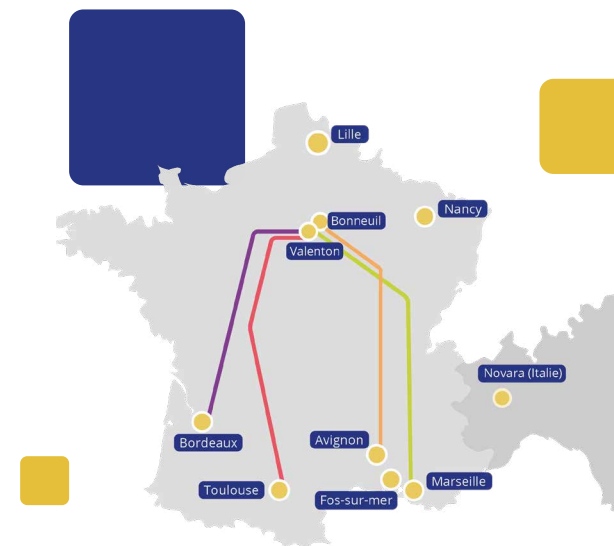 Lille
Nancy
Bonneuil
Valenton
Novara (Italie)
Bordeaux
Avignon
Toulouse
Fos-sur-mer
Marseille